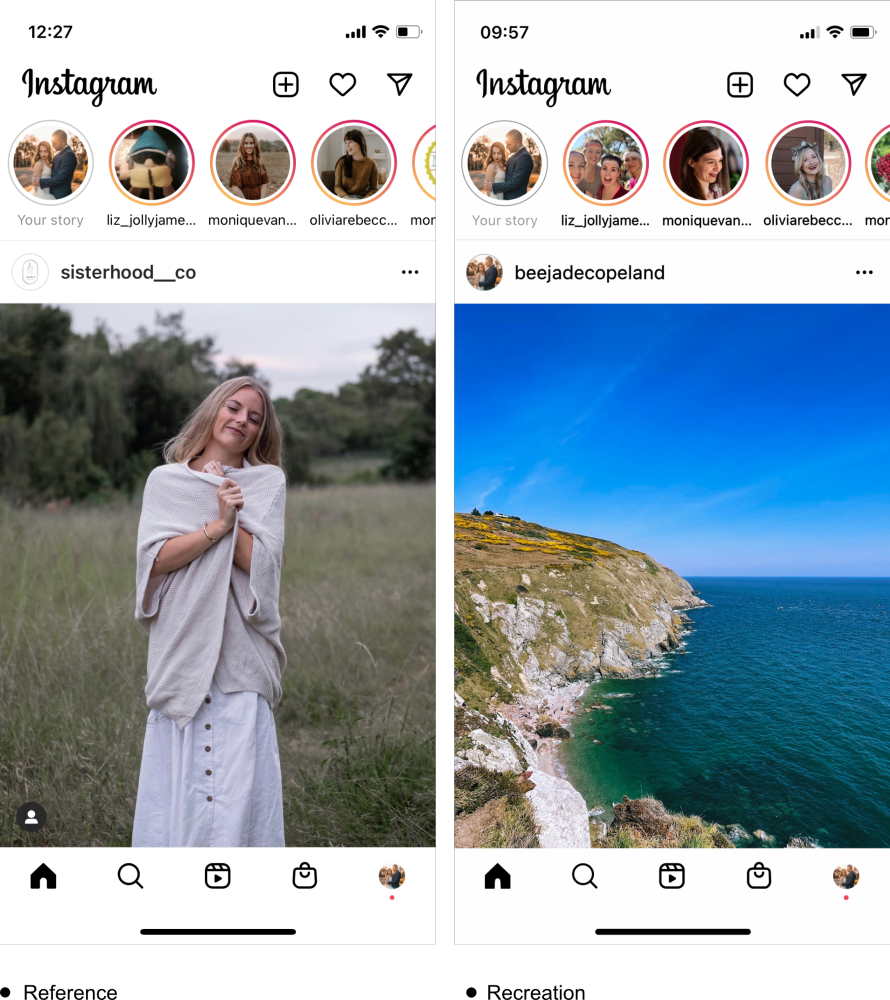 12:27
Instagram
Your story
liz_jollyjame...
moniquevan...
oliviarebecc...
mor
sisterhood__co
Reference
09:57
Instagram
Your story
liz_jollyjame...
moniquevan...
oliviarebecc...
mor
beejadecopeland
Recreation